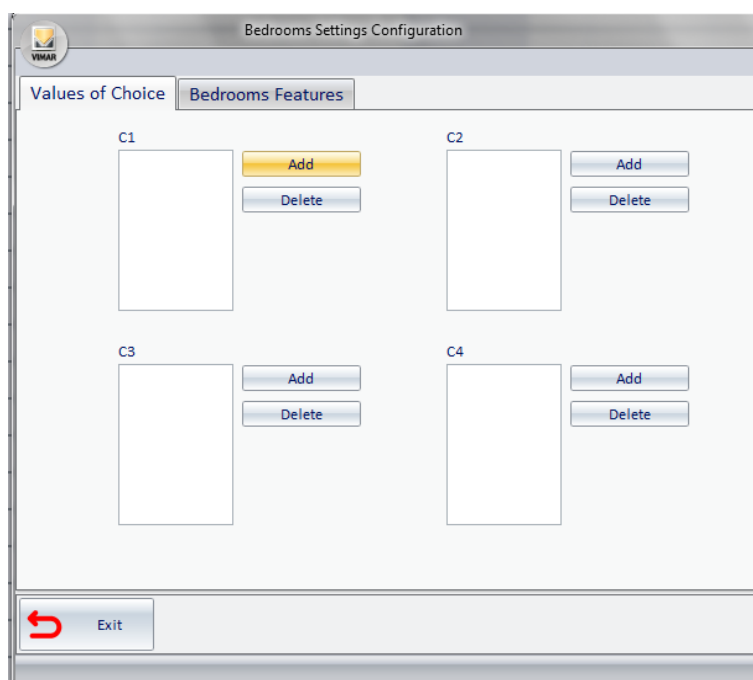 Bedrooms Settings Configuration
VIMAR
Values of Choice Bedrooms Features
C1 C2
Add Add
Delete Delete
C3 C4
Add Add
Delete Delete
Exit